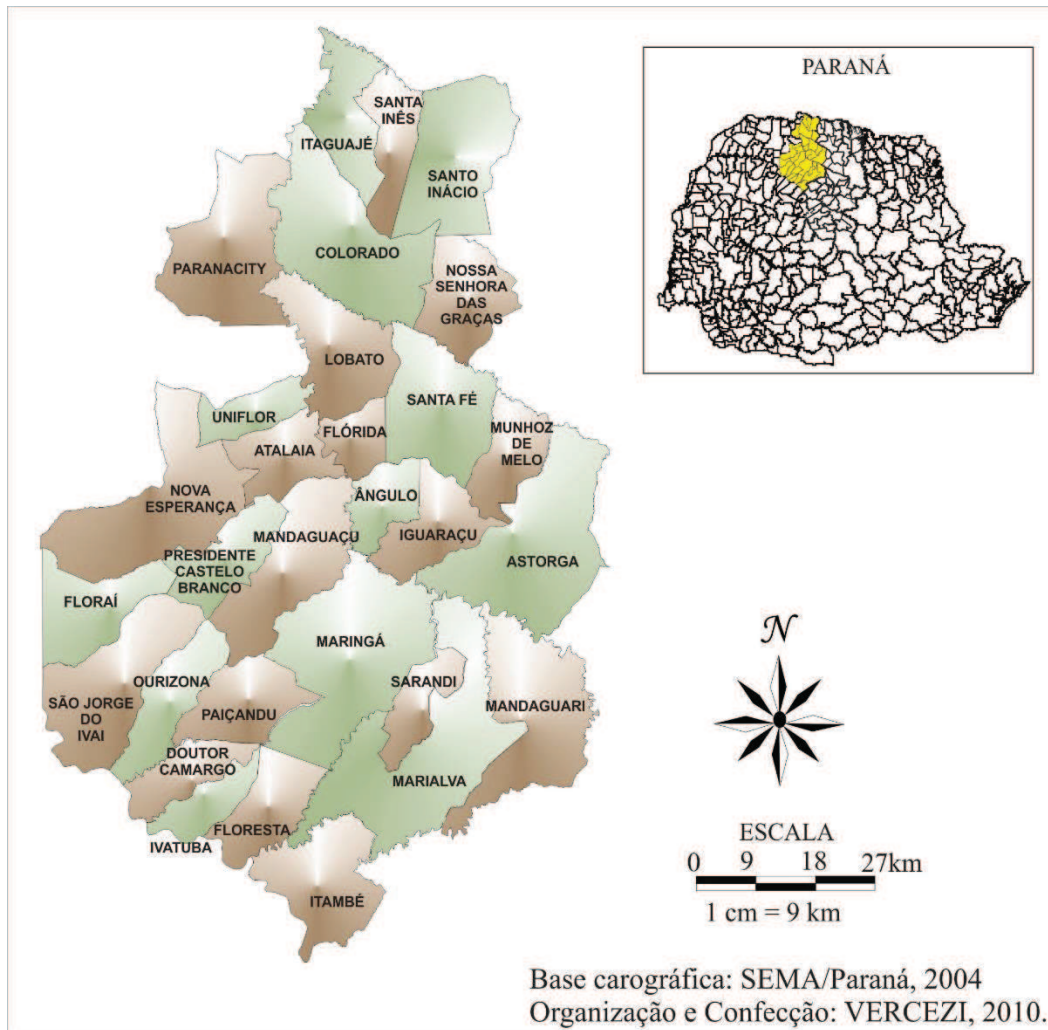 PARANÁ
SANTA
INÊS
ITAGUAJÉ
SANTO
INÁCIO
COLORADO
PARANACITY
NOSSA
SENHORA
DAS
GRAÇAS
LOBATO
SANTA FÉ
UNIFLOR
FLÓRIDA
MUNHOZ
DE
MELO
ATALAIA
NOVA
ESPERANÇA
ÂNGULO
MANDAGUAÇU
IGUARAÇU
PRESIDENTE
CASTELO
BRANCO
ASTORGA
FLORAÍ
MARINGÁ
OURIZONA
SARANDI
SÃO JORGE
DO
IVAI
PAIÇANDU
MANDAGUARI
DOUTOR
CAMARGO
MARIALVA
FLORESTA
IVATUBA
ITAMBÉ
N
ESCALA
0 9 18 27km
1 cm = 9 km
Base carográfica: SEMA/Paraná, 2004
Organização e Confecção: VERCEZI, 2010.